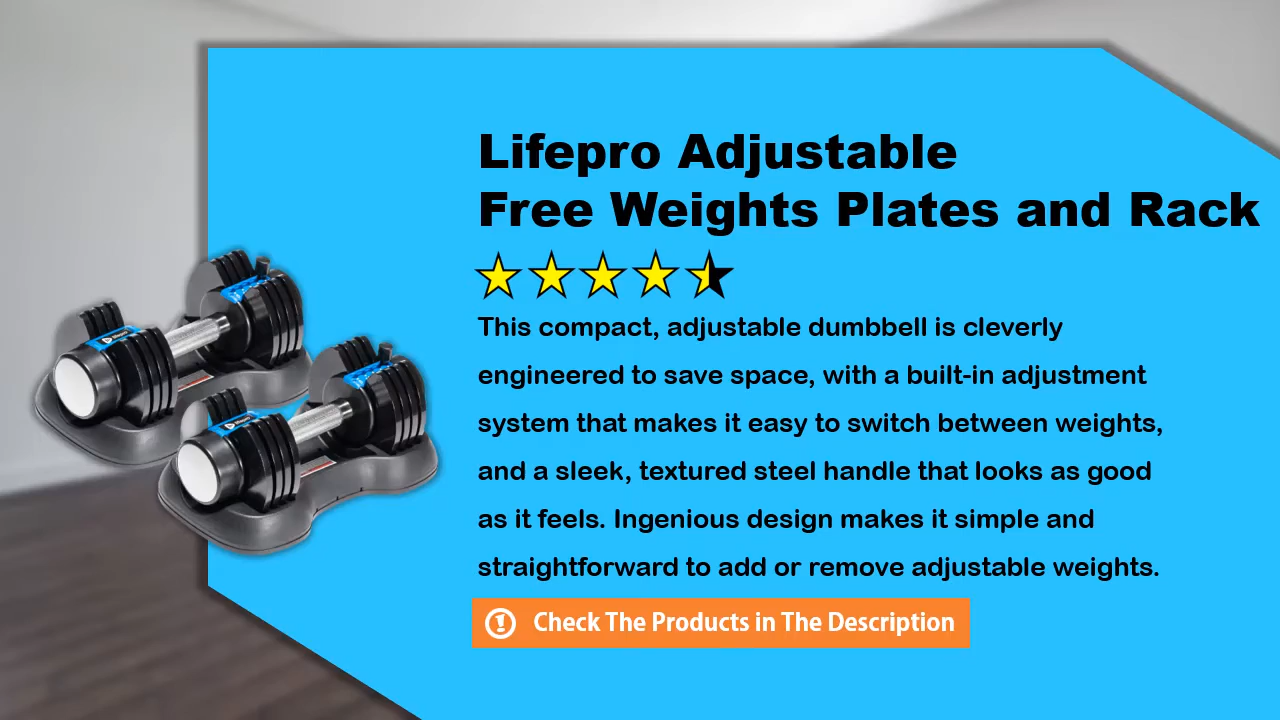 Lifepro Adjustable
Free Weights Plates and Rack
This compact, adjustable dumbbell is cleverly
engineered to save space, with a built-in adjustment
system that makes it easy to switch between weights,
and a sleek, textured steel handle that looks as good
as it feels. Ingenious design makes it simple and
straightforward to add or remove adjustable weights.
Check The Products in The Description